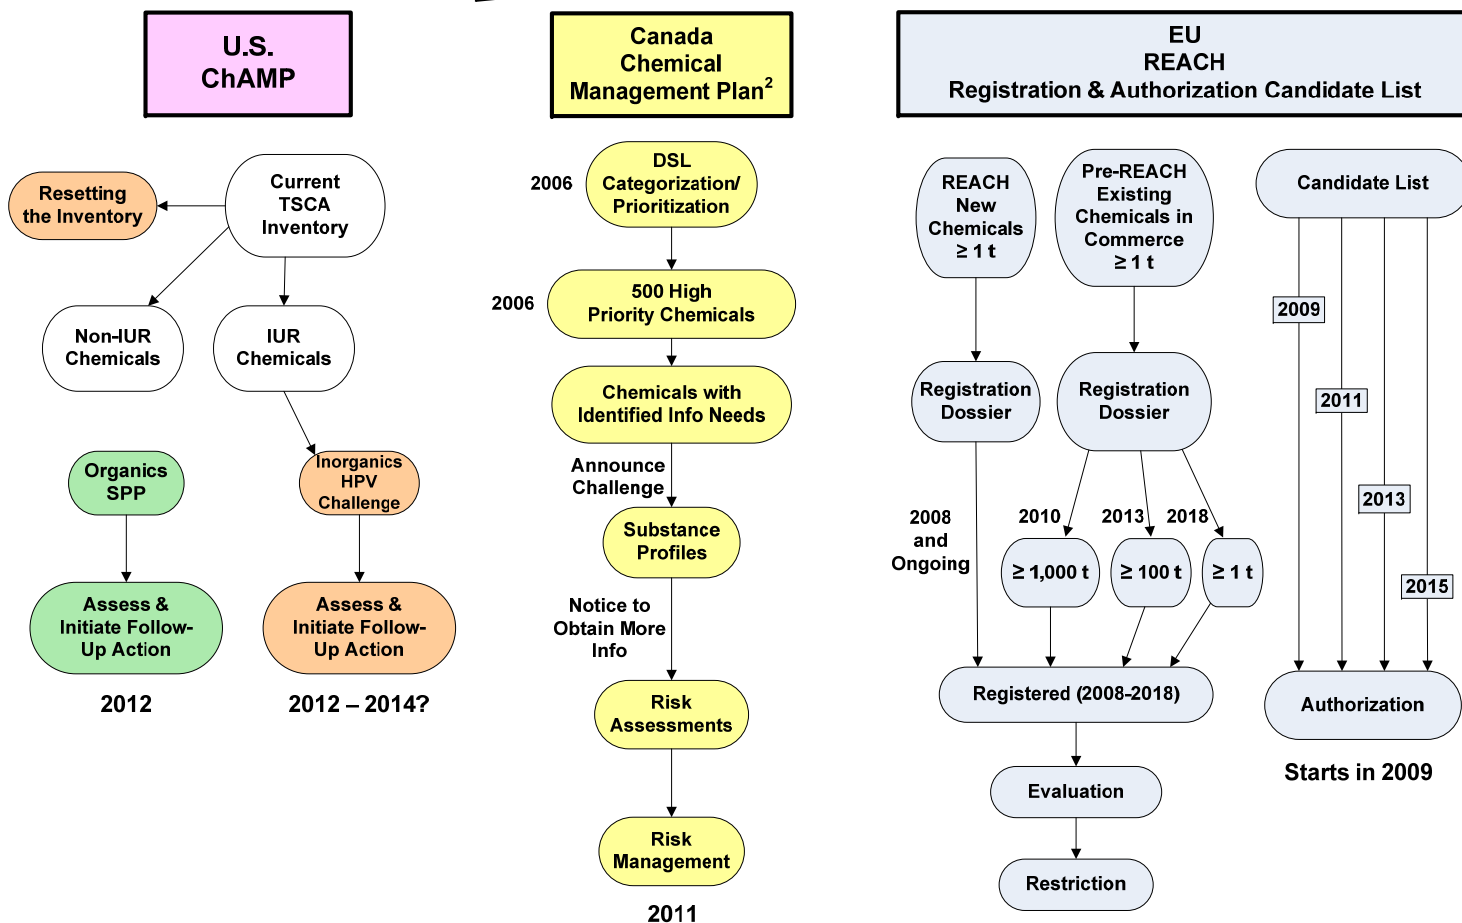 U.S.
ChAMP
Resetting
the Inventory
Current
TSCA
Inventory
Non-IUR
Chemicals
IUR
Chemicals
Organics
SPP
Inorganics
HPV
Challenge
Assess &
Initiate Follow-
Up Action
2012
Assess &
Initiate Follow-
Up Action
2012 – 2014?
Canada
Chemical
Management Plan2
2006
DSL
Categorization/
Prioritization
2006
500 High
Priority Chemicals
Chemicals with
Identified Info Needs
Announce
Challenge
Substance
Profiles
Notice to
Obtain More
Info
Risk
Assessments
Risk
Management
2011
EU
REACH
Registration & Authorization Candidate List
REACH
New
Chemicals
≥ 1 t
Pre-REACH
Existing
Chemicals in
Commerce
≥ 1 t
Registration
Dossier
Registration
Dossier
2008
and
Ongoing
2010
2013
2018
≥ 1,000 t
≥ 100 t
≥ 1 t
Registered (2008-2018)
Evaluation
Restriction
Candidate List
2009
2011
2013
2015
Authorization
Starts in 2009